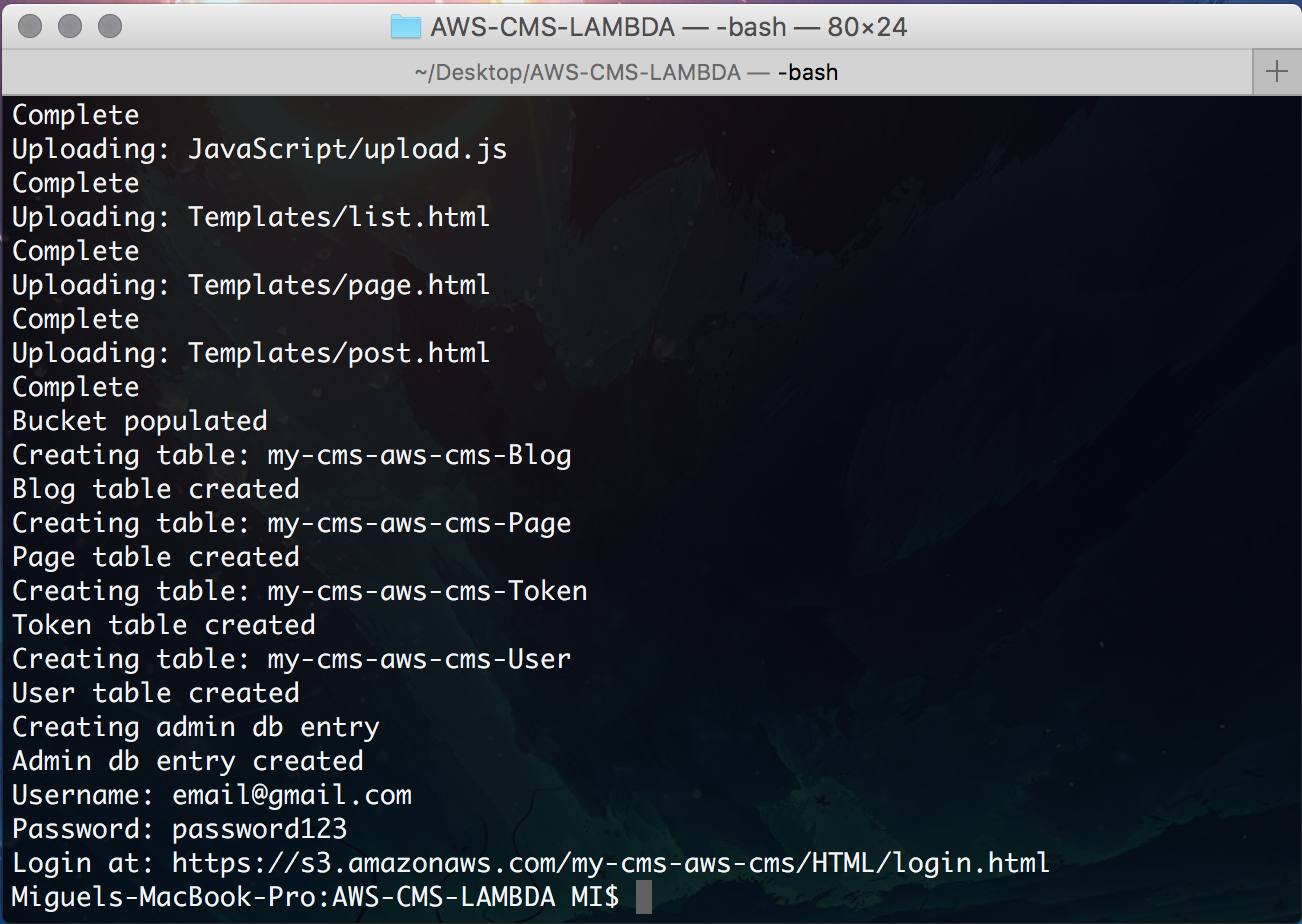 AWS-CMS-LAMBDA — -bash — 80×24
~/Desktop/AWS-CMS-LAMBDA — -bash
Complete
Uploading: JavaScript/upload.js
Complete
Uploading: Templates/list.html
Complete
Uploading: Templates/page.html
Complete
Uploading: Templates/post.html
Complete
Bucket populated
Creating table: my-cms-aws-cms-Blog
Blog table created
Creating table: my-cms-aws-cms-Page
Page table created
Creating table: my-cms-aws-cms-Token
Token table created
Creating table: my-cms-aws-cms-User
User table created
Creating admin db entry
Admin db entry created
Username: email@gmail.com
Password: password123
Login at: https://s3.amazonaws.com/my-cms-aws-cms/HTML/login.html
Miguels-MacBook-Pro:AWS-CMS-LAMBDA MI$